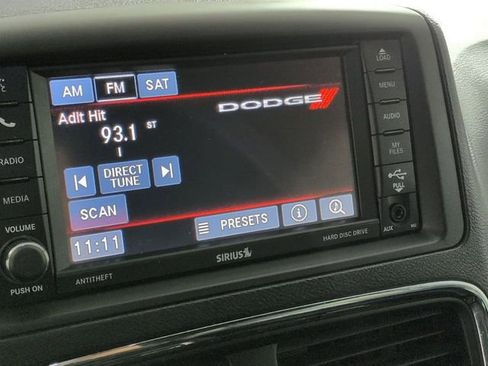 AM FM SAT
DODGE
Adit Hit
93.1 ST
DIRECT TUNE
SCAN
PRESETS
11:11
RADIO
MEDIA
VOLUME
PUSH ON
ANTITHEFT
SIRIUS
HARD DISC DRIVE
LOAD
MENU
AUDIO
MY FILES
PULL
AUX